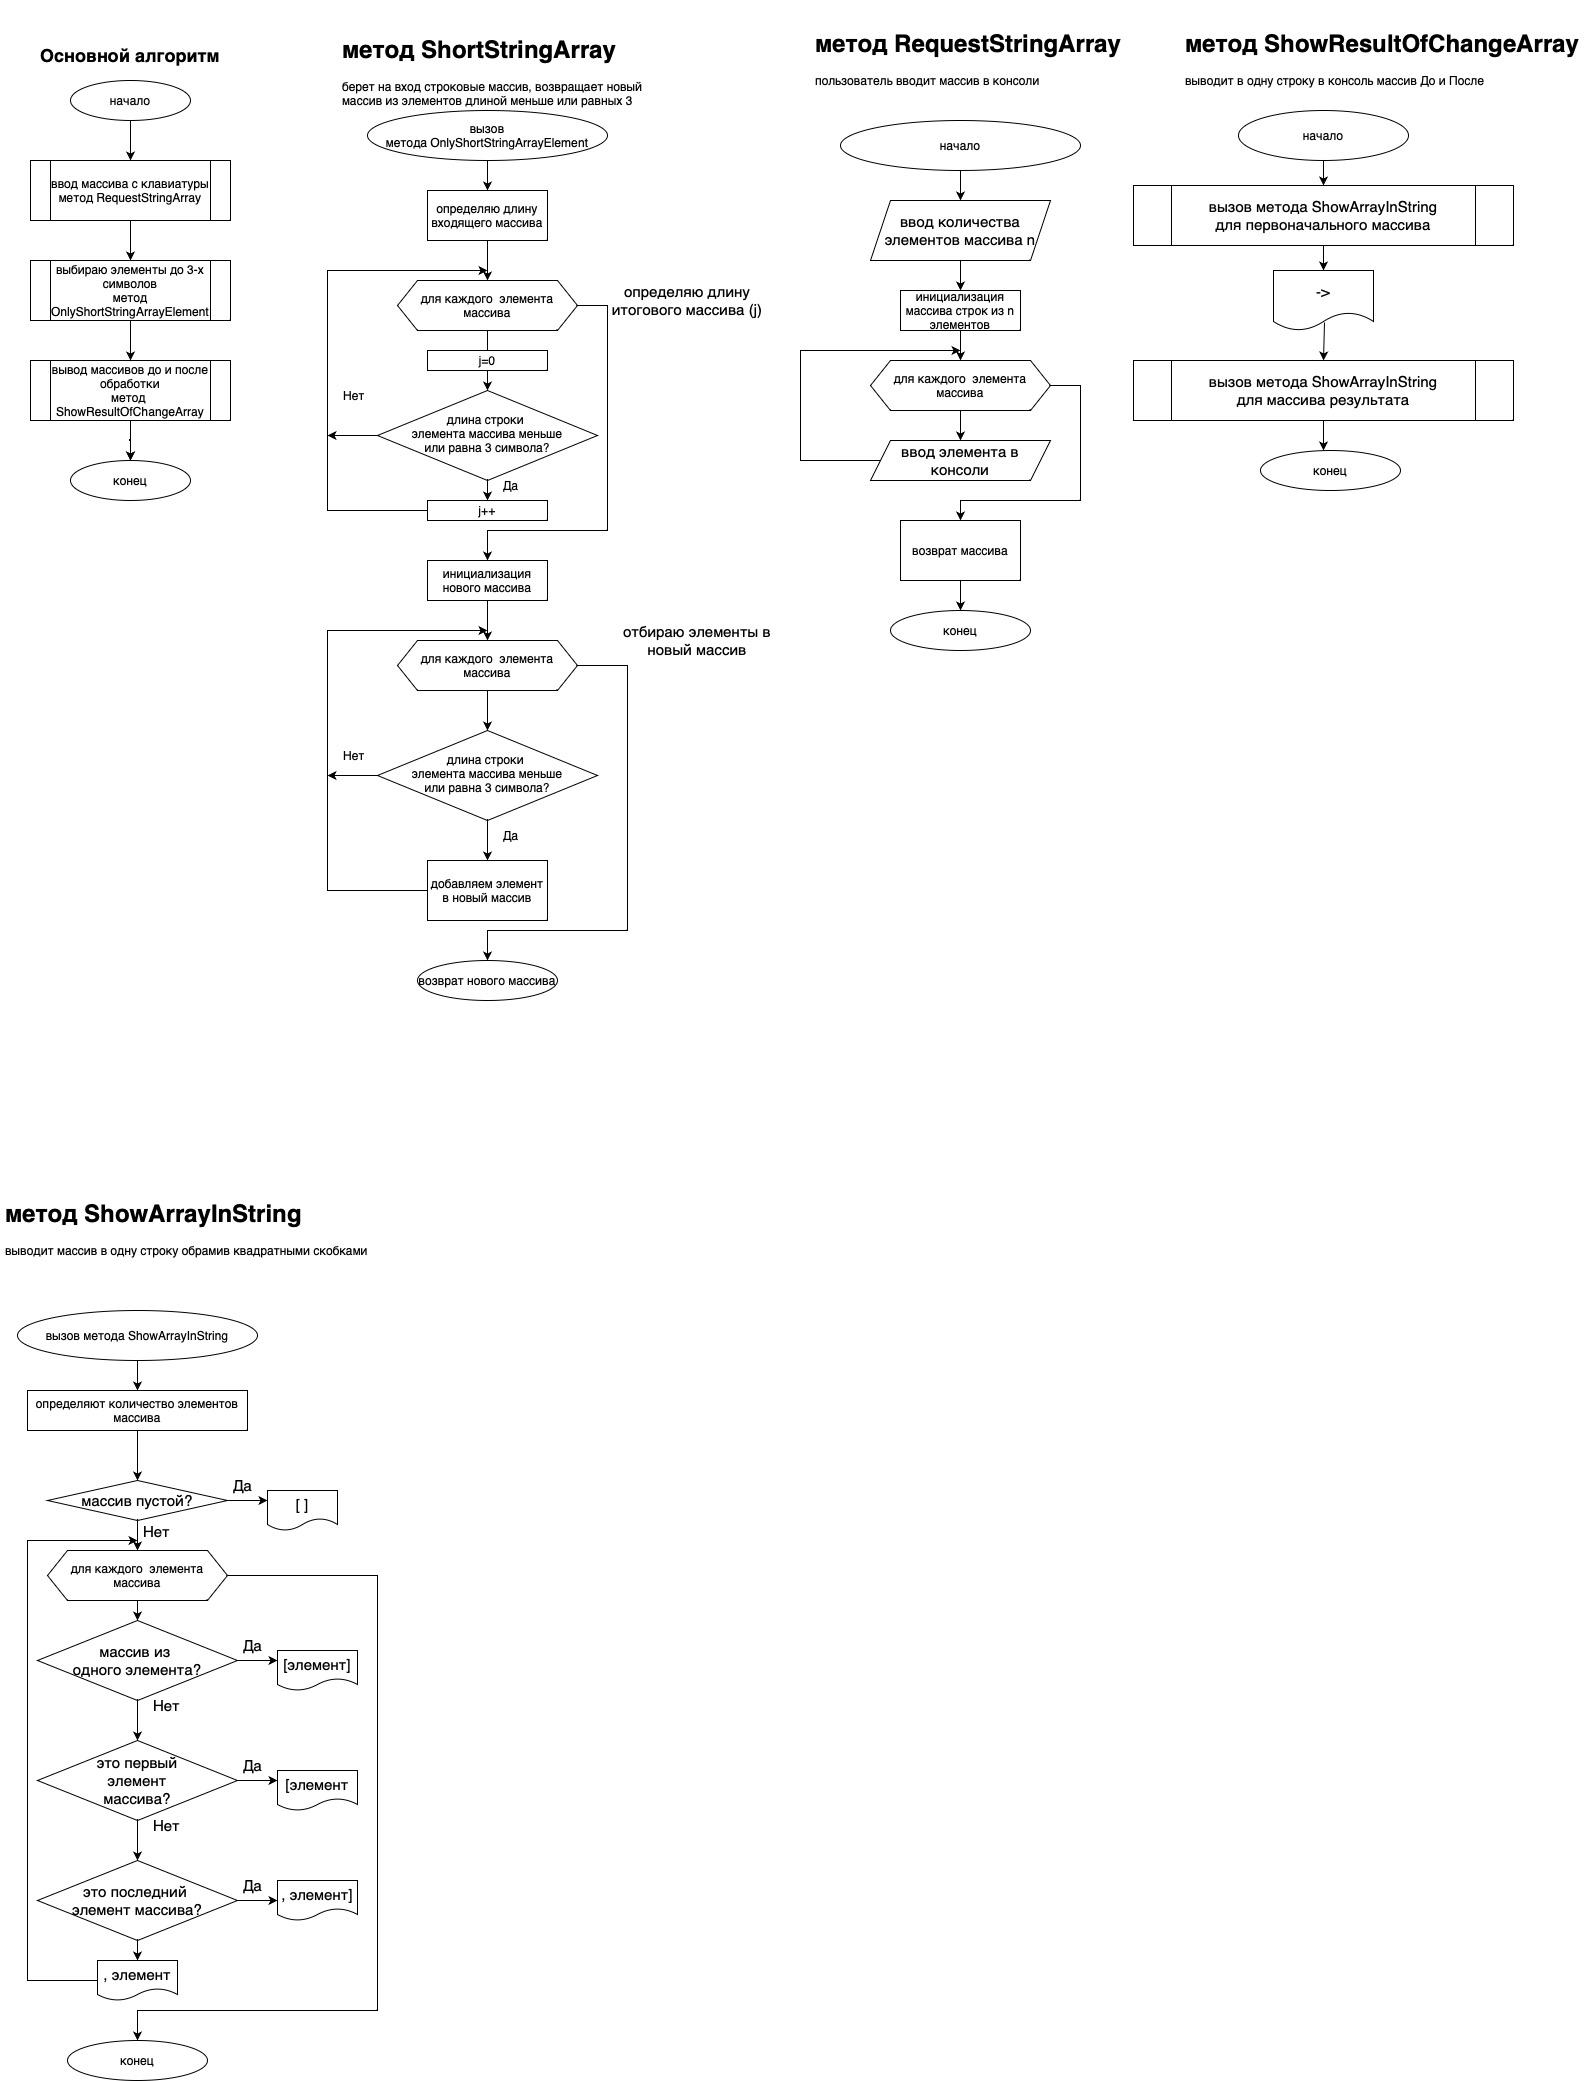 Основной алгоритм
начало
ввод массива с клавиатуры
метод RequestStringArray
выбираю элементы до 3-х
символов
метод
OnlyShortStringArrayElement
вывод массивов до и после
обработки
метод
ShowResultOfChangeArray
конец
метод ShortStringArray
берет на вход строковые массив, возвращает новый
массив из элементов длиной меньше или равных 3
вызов
метода OnlyShortStringArrayElement
определяю длину
входящего массива
для каждого элемента
массива
определяю длину
итогового массива (j)
j=0
Нет
длина строки
элемента массива меньше
или равна 3 символа?
Да
j++
инициализация
нового массива
отбираю элементы в
новый массив
для каждого элемента
массива
Нет
длина строки
элемента массива меньше
или равна 3 символа?
Да
добавляем элемент
в новый массив
возврат нового массива
метод RequestStringArray
пользователь вводит массив в консоли
начало
ввод количества
элементов массива n
инициализация
массива строк из n
элементов
для каждого элемента
массива
ввод элемента в
консоли
возврат массива
конец
метод ShowResultOfChangeArray
выводит в одну строку в консоль массив До и После
начало
вызов метода ShowArrayInString
для первоначального массива
->
вызов метода ShowArrayInString
для массива результата
конец
метод ShowArrayInString
выводит массив в одну строку обрамив квадратными скобками
вызов метода ShowArrayInString
определяют количество элементов
массива
массив пустой?
Да
[ ]
Нет
для каждого элемента
массива
массив из
одного элемента?
Да
[элемент]
Нет
это первый
элемент
массива?
Да
[элемент
Нет
это последний
элемент массива?
Да
, элемент]
, элемент
конец